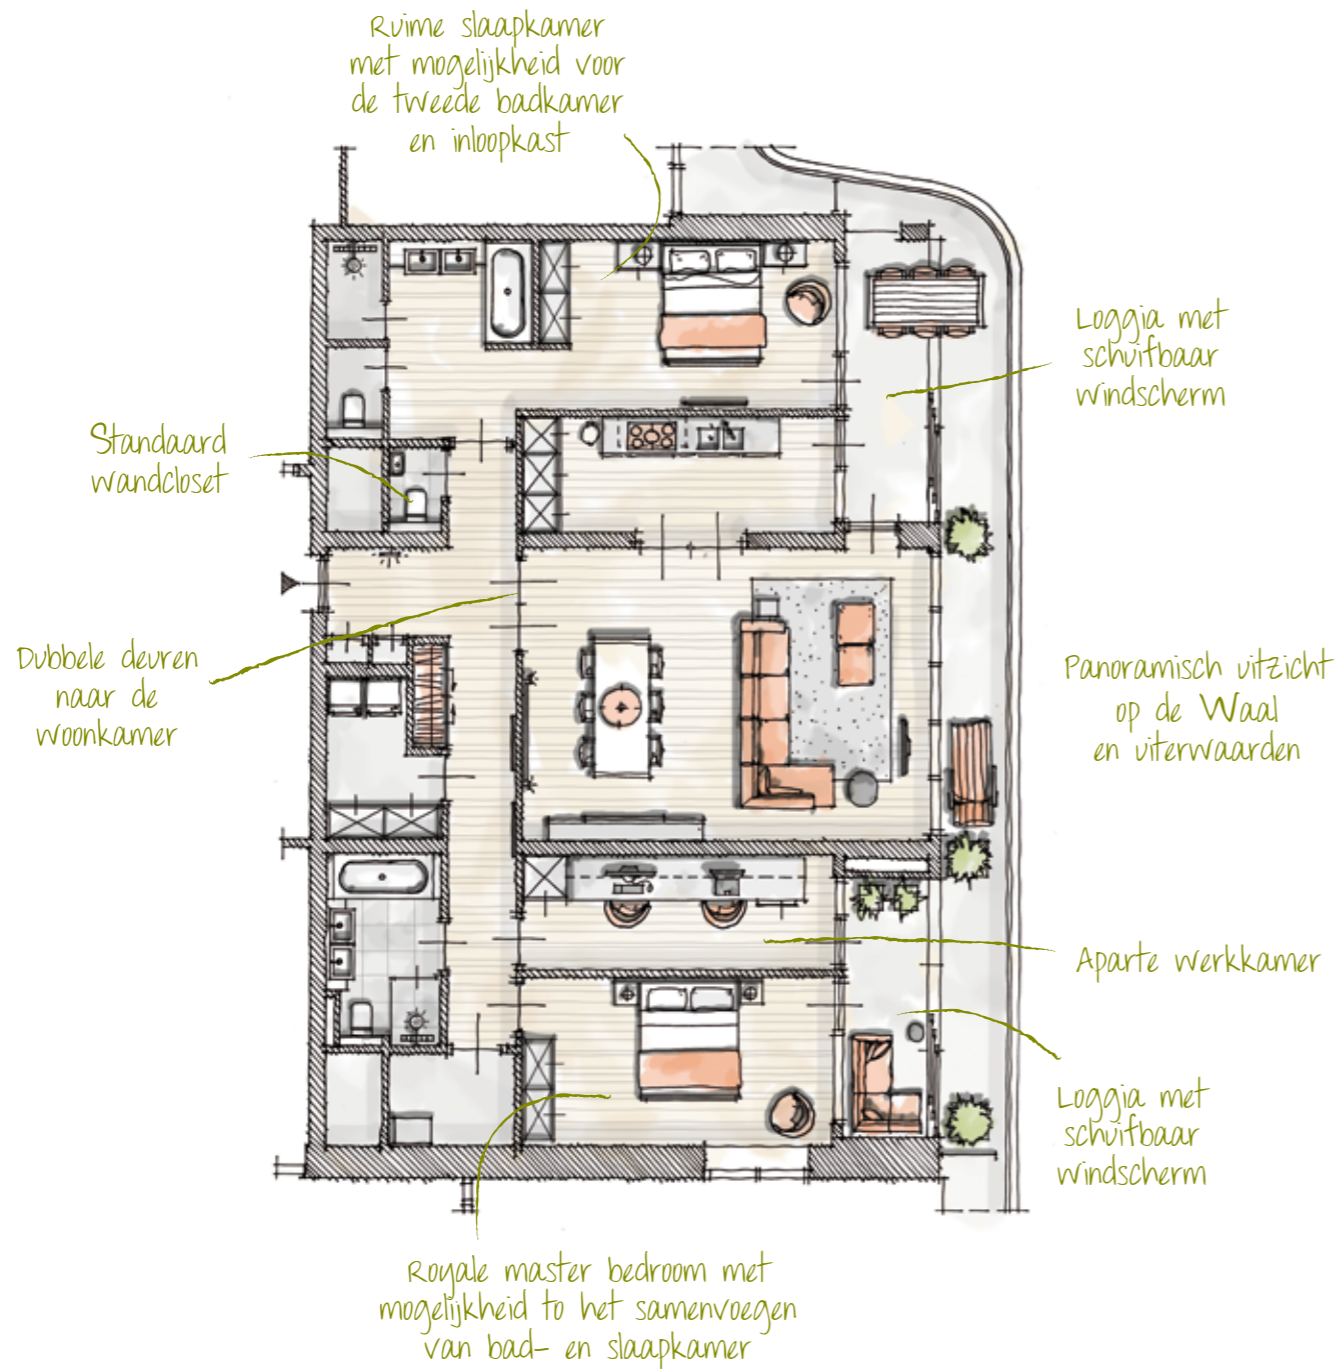 Ruime slaapkamer
met mogelijkheid voor
de tweede badkamer
en inloopkast
Loggia met
schuifbaar
windscherm
Standaard
wandcloset
Dubbele deuren
naar de
woonkamer
Panoramisch uitzicht
op de Waal
en uiterwaarden
Aparte werkkamer
Loggia met
schuifbaar
windscherm
Royale master bedroom met
mogelijkheid to het samenvoegen
van bad- en slaapkamer